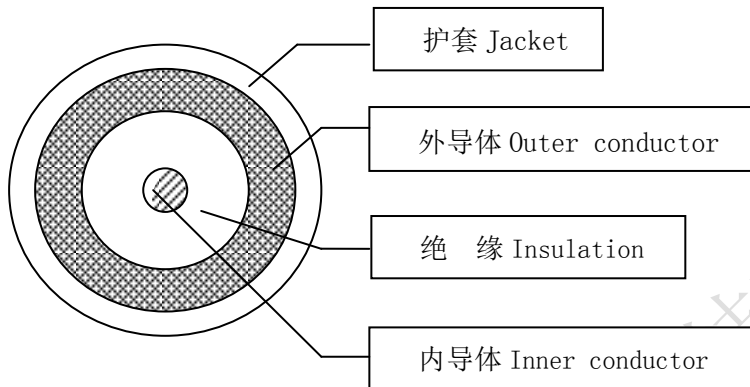 护套 Jacket
外导体 Outer conductor
绝 缘 Insulation
内导体 Inner conductor